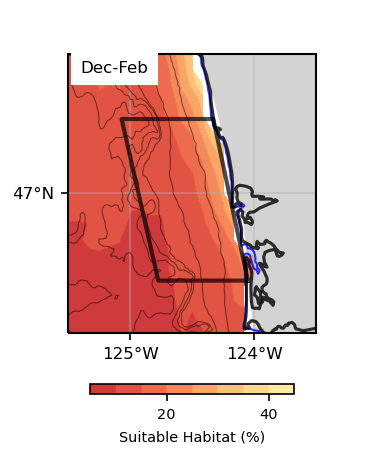 Dec-Feb
47°N
125°W 124°W
20 40
Suitable Habitat (%)